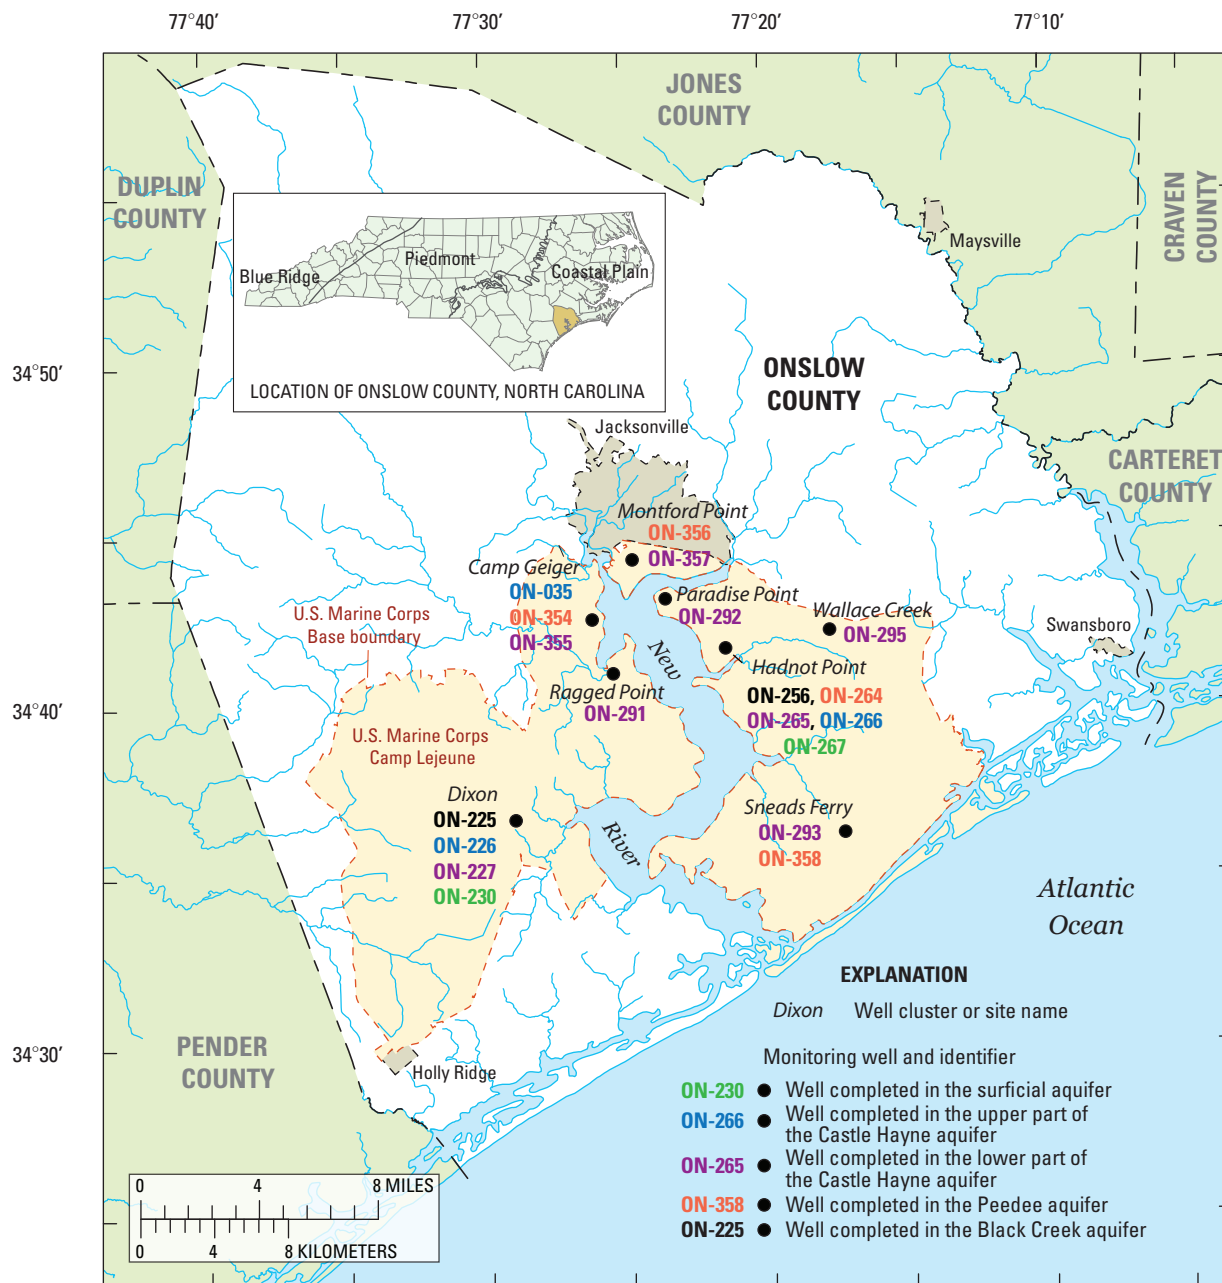 77°40′
77°30′
77°20′
77°10′
JONES
COUNTY
DUPLIN
COUNTY
CRAVEN
COUNTY
Maysville
Blue Ridge
Piedmont
Coastal Plain
LOCATION OF ONSLOW COUNTY, NORTH CAROLINA
34°50′
ONSLOW
COUNTY
Jacksonville
CARTERET
COUNTY
Montford Point
ON-356
ON-357
Camp Geiger
ON-035
ON-354
ON-355
Paradise Point
ON-292
Wallace Creek
ON-295
Swansboro
U.S. Marine Corps
Base boundary
New
Hadnot Point
ON-256, ON-264
ON-265, ON-266
ON-267
Ragged Point
ON-291
34°40′
U.S. Marine Corps
Camp Lejeune
Dixon
ON-225
ON-226
ON-227
ON-230
Sneads Ferry
ON-293
ON-358
River
Atlantic
Ocean
34°30′
PENDER
COUNTY
Holly Ridge
EXPLANATION
Dixon Well cluster or site name
Monitoring well and identifier
ON-230 Well completed in the surficial aquifer
ON-266 Well completed in the upper part of
the Castle Hayne aquifer
ON-265 Well completed in the lower part of
the Castle Hayne aquifer
ON-358 Well completed in the Peedee aquifer
ON-225 Well completed in the Black Creek aquifer
0 4 8 MILES
0 4 8 KILOMETERS